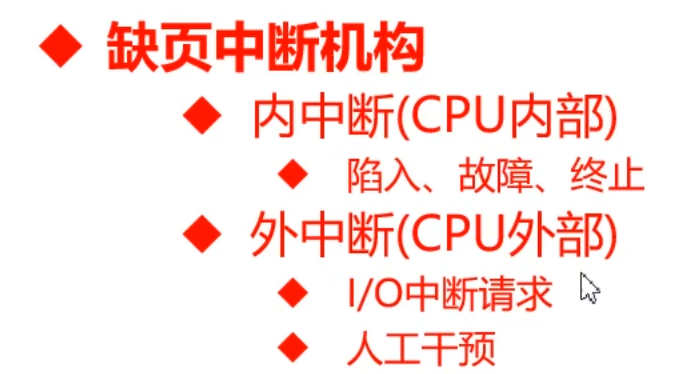 缺页中断机构
内中断(CPU内部)
陷入、故障、终止
外中断(CPU外部)
I/O中断请求
人工干预